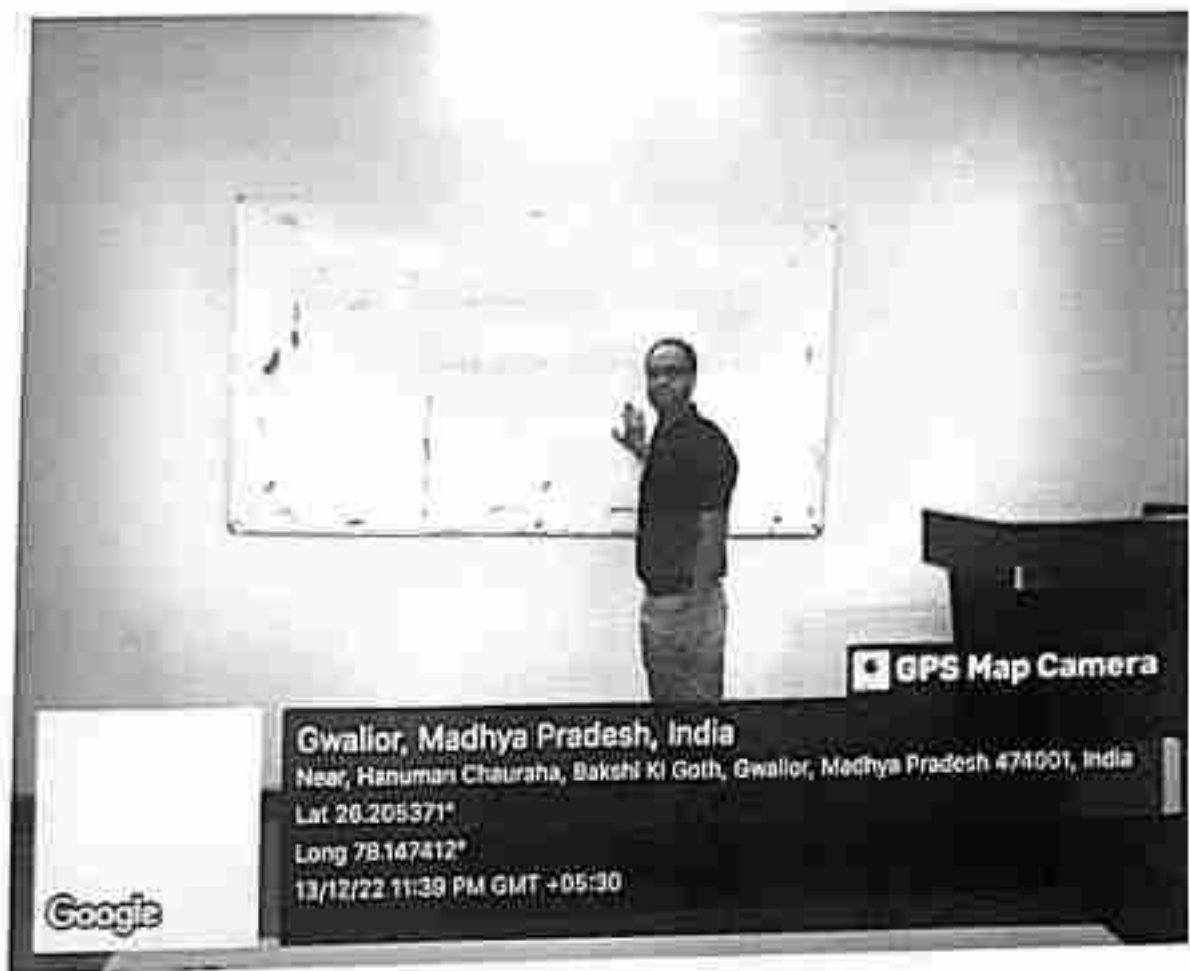 GPS Map Camera
Gwalior, Madhya Pradesh, India
Near, Hanuman Chauraha, Bakshi Ki Goth, Gwalior, Madhya Pradesh 474001, India
Lat 26.205371°
Long 78.147412°
13/12/22 11:39 PM GMT +05:30
Google